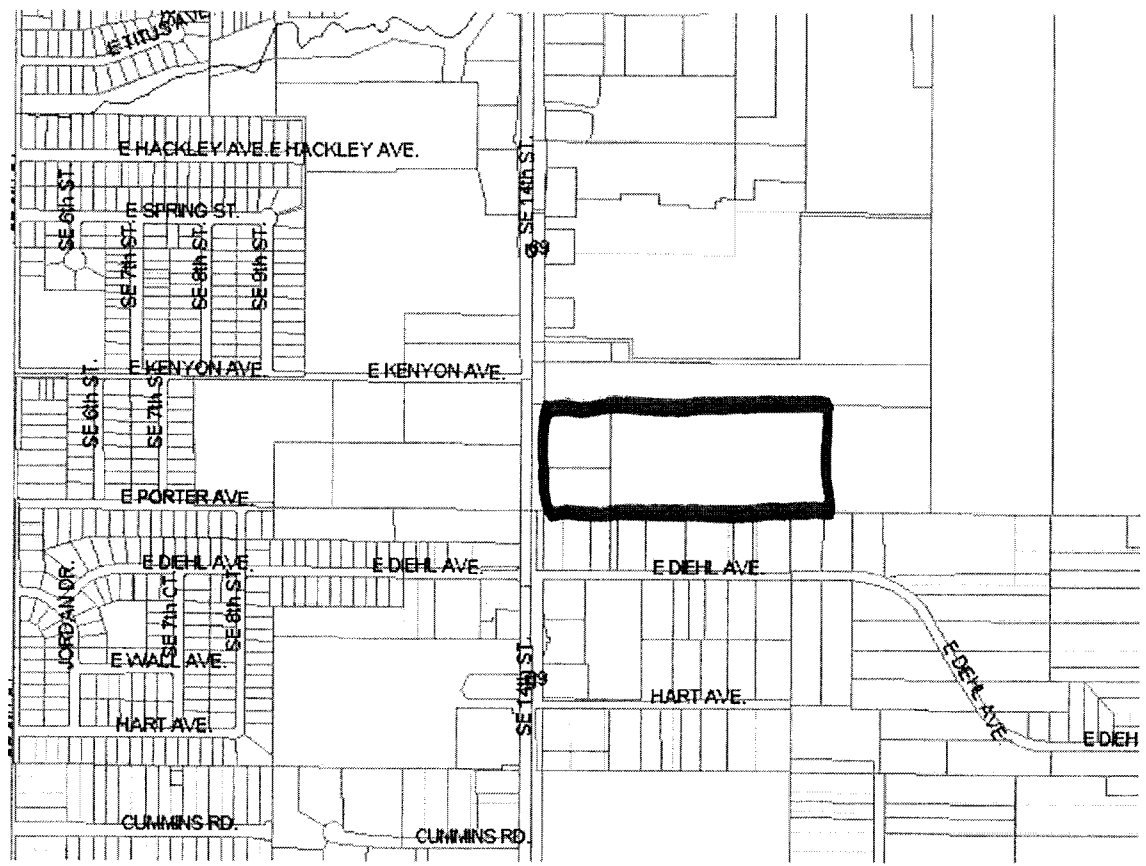 E TITUS AVE.
E HACKLEY AVE. E HACKLEY AVE.
SE 14th ST.
SE 6th ST.
E SPRING ST.
SE 7th ST.
SE 8th ST.
SE 9th ST.
69
E KENYON AVE.
E KENYON AVE.
SE 6th ST.
SE 7th ST.
E PORTER AVE.
E DIEHL AVE.
E DIEHL AVE.
E DIEHL AVE.
JORDAN DR.
SE 7th CT.
SE 8th ST.
E WALL AVE.
SE 14th ST.
69
HART AVE.
E DIEHL AVE.
HART AVE.
E DIEH
CUMMINS RD.
CUMMINS RD.